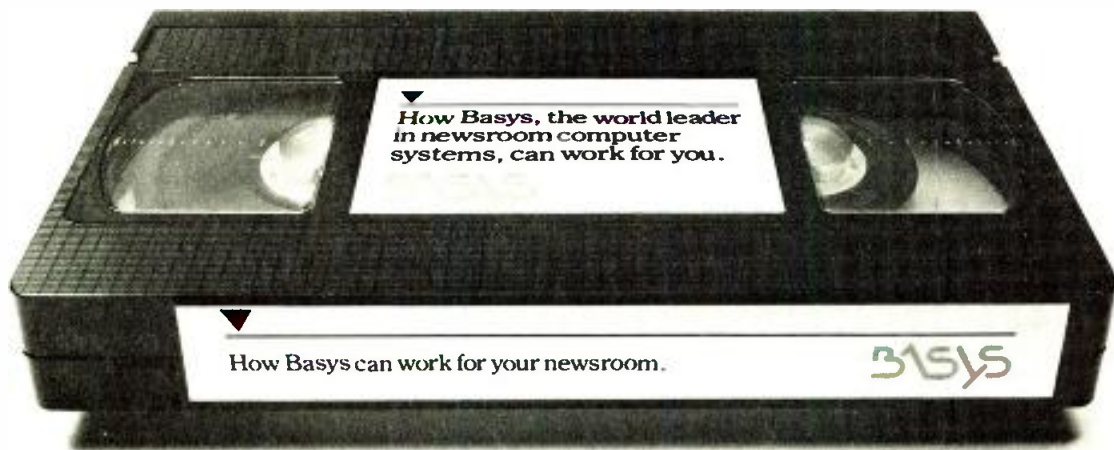 How Basys, the world leader
in newsroom computer
systems, can work for you.
BASYS
How Basys can work for your newsroom.
BASYS